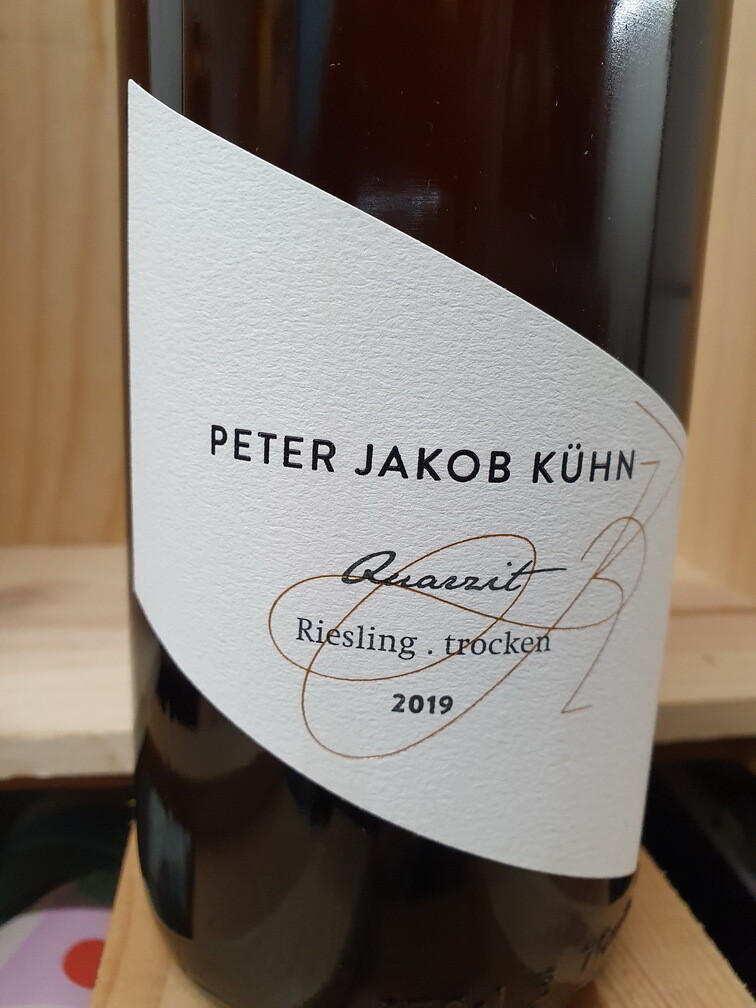 PETER JAKOB KÜHN
Quarzit
Riesling . trocken
2019